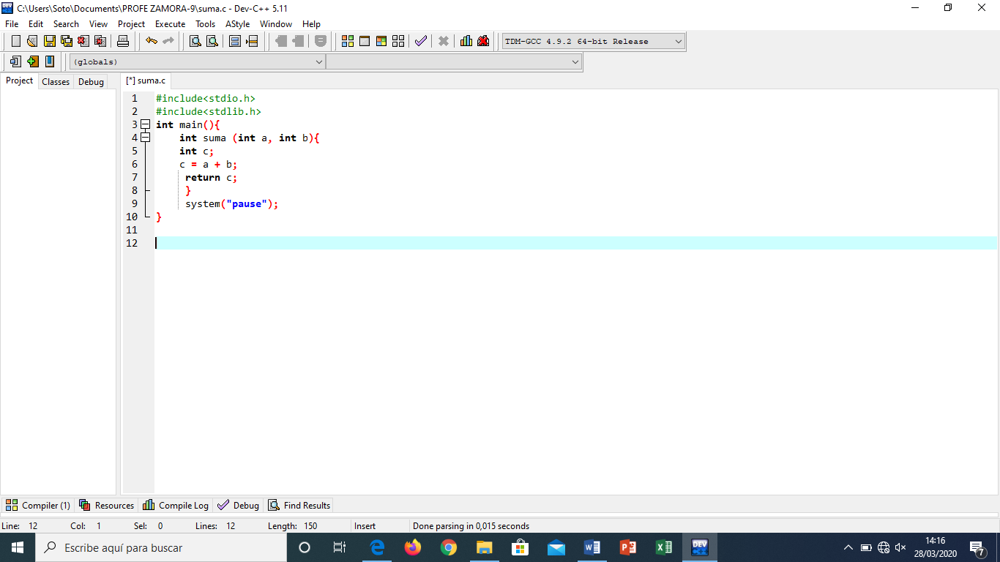 C:\Users\Soto\Documents\PROFE ZAMORA-9\suma.c - Dev-C++ 5.11
File Edit Search View Project Execute Tools AStyle Window Help
TDM-GCC 4.9.2 64-bit Release
(globals)
Project Classes Debug [*] suma.c
1 #include<stdio.h>
2 #include<stdlib.h>
3 int main(){
4 int suma (int a, int b){
5 int c;
6 c = a + b;
7 return c;
8 }
9 system("pause");
10 }
11
12
Compiler (1) Resources Compile Log Debug Find Results
Line: 12 Col: 1 Sel: 0 Lines: 12 Length: 150 Insert Done parsing in 0,015 seconds
Escribe aquí para buscar
DEV
14:16
28/03/2020
7